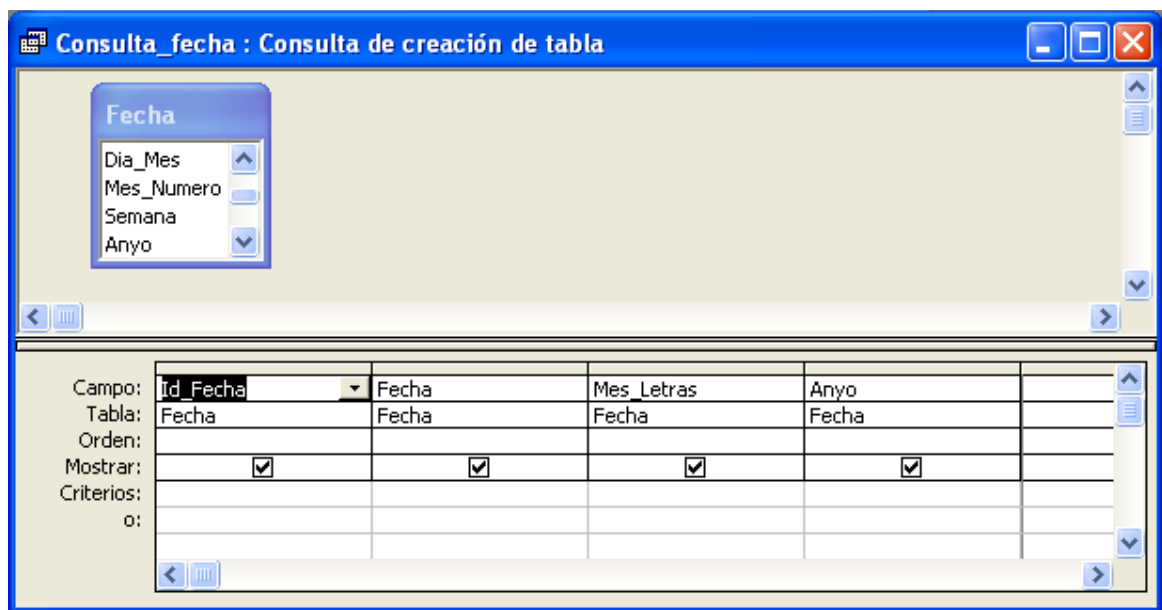 Consulta_fecha : Consulta de creación de tabla
Fecha
Dia_Mes
Mes_Numero
Semana
Anyo
Campo: Id_Fecha Fecha Mes_Letras Anyo
Tabla: Fecha Fecha Fecha Fecha
Orden:
Mostrar:
Criterios:
o: